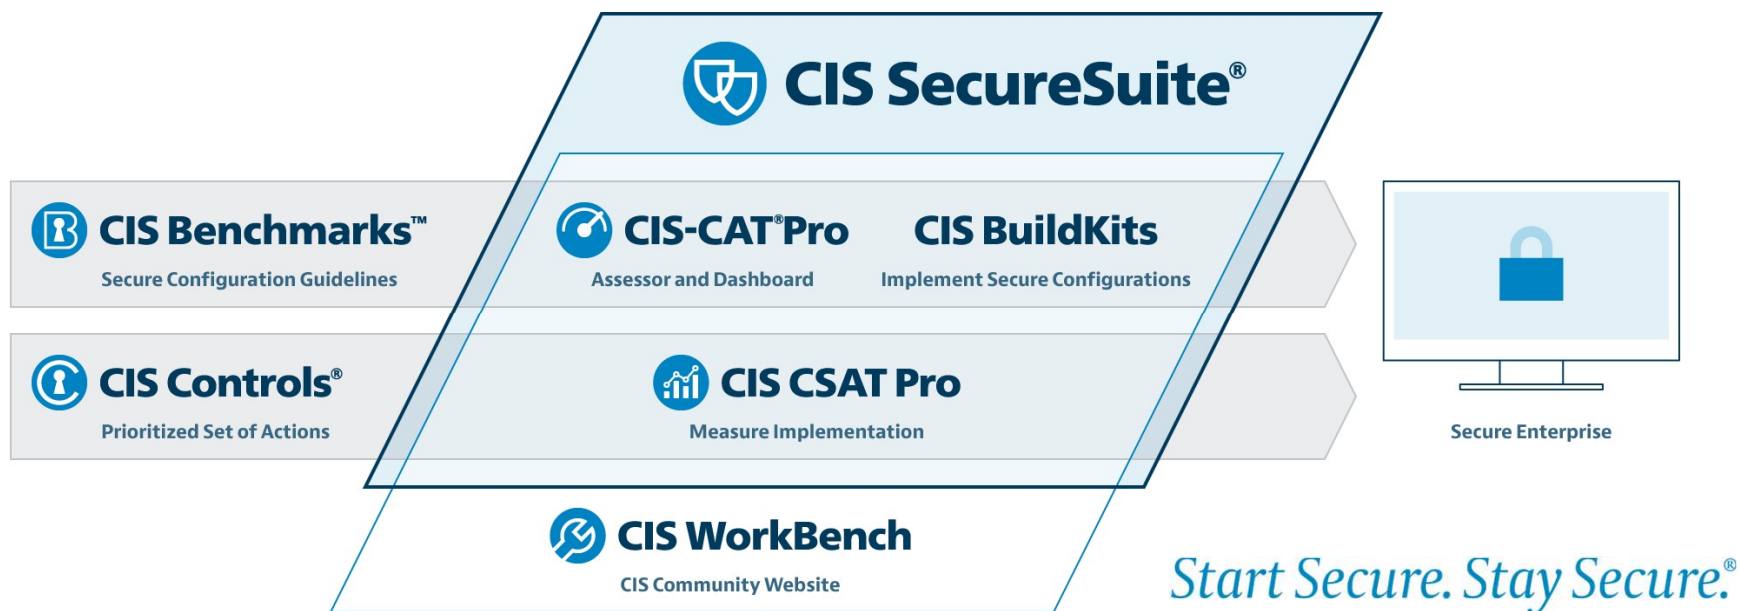 CIS SecureSuite®
CIS Benchmarks™
Secure Configuration Guidelines
CIS-CAT®Pro
Assessor and Dashboard
CIS BuildKits
Implement Secure Configurations
CIS Controls®
Prioritized Set of Actions
CIS CSAT Pro
Measure Implementation
Secure Enterprise
CIS WorkBench
CIS Community Website
Start Secure. Stay Secure.®